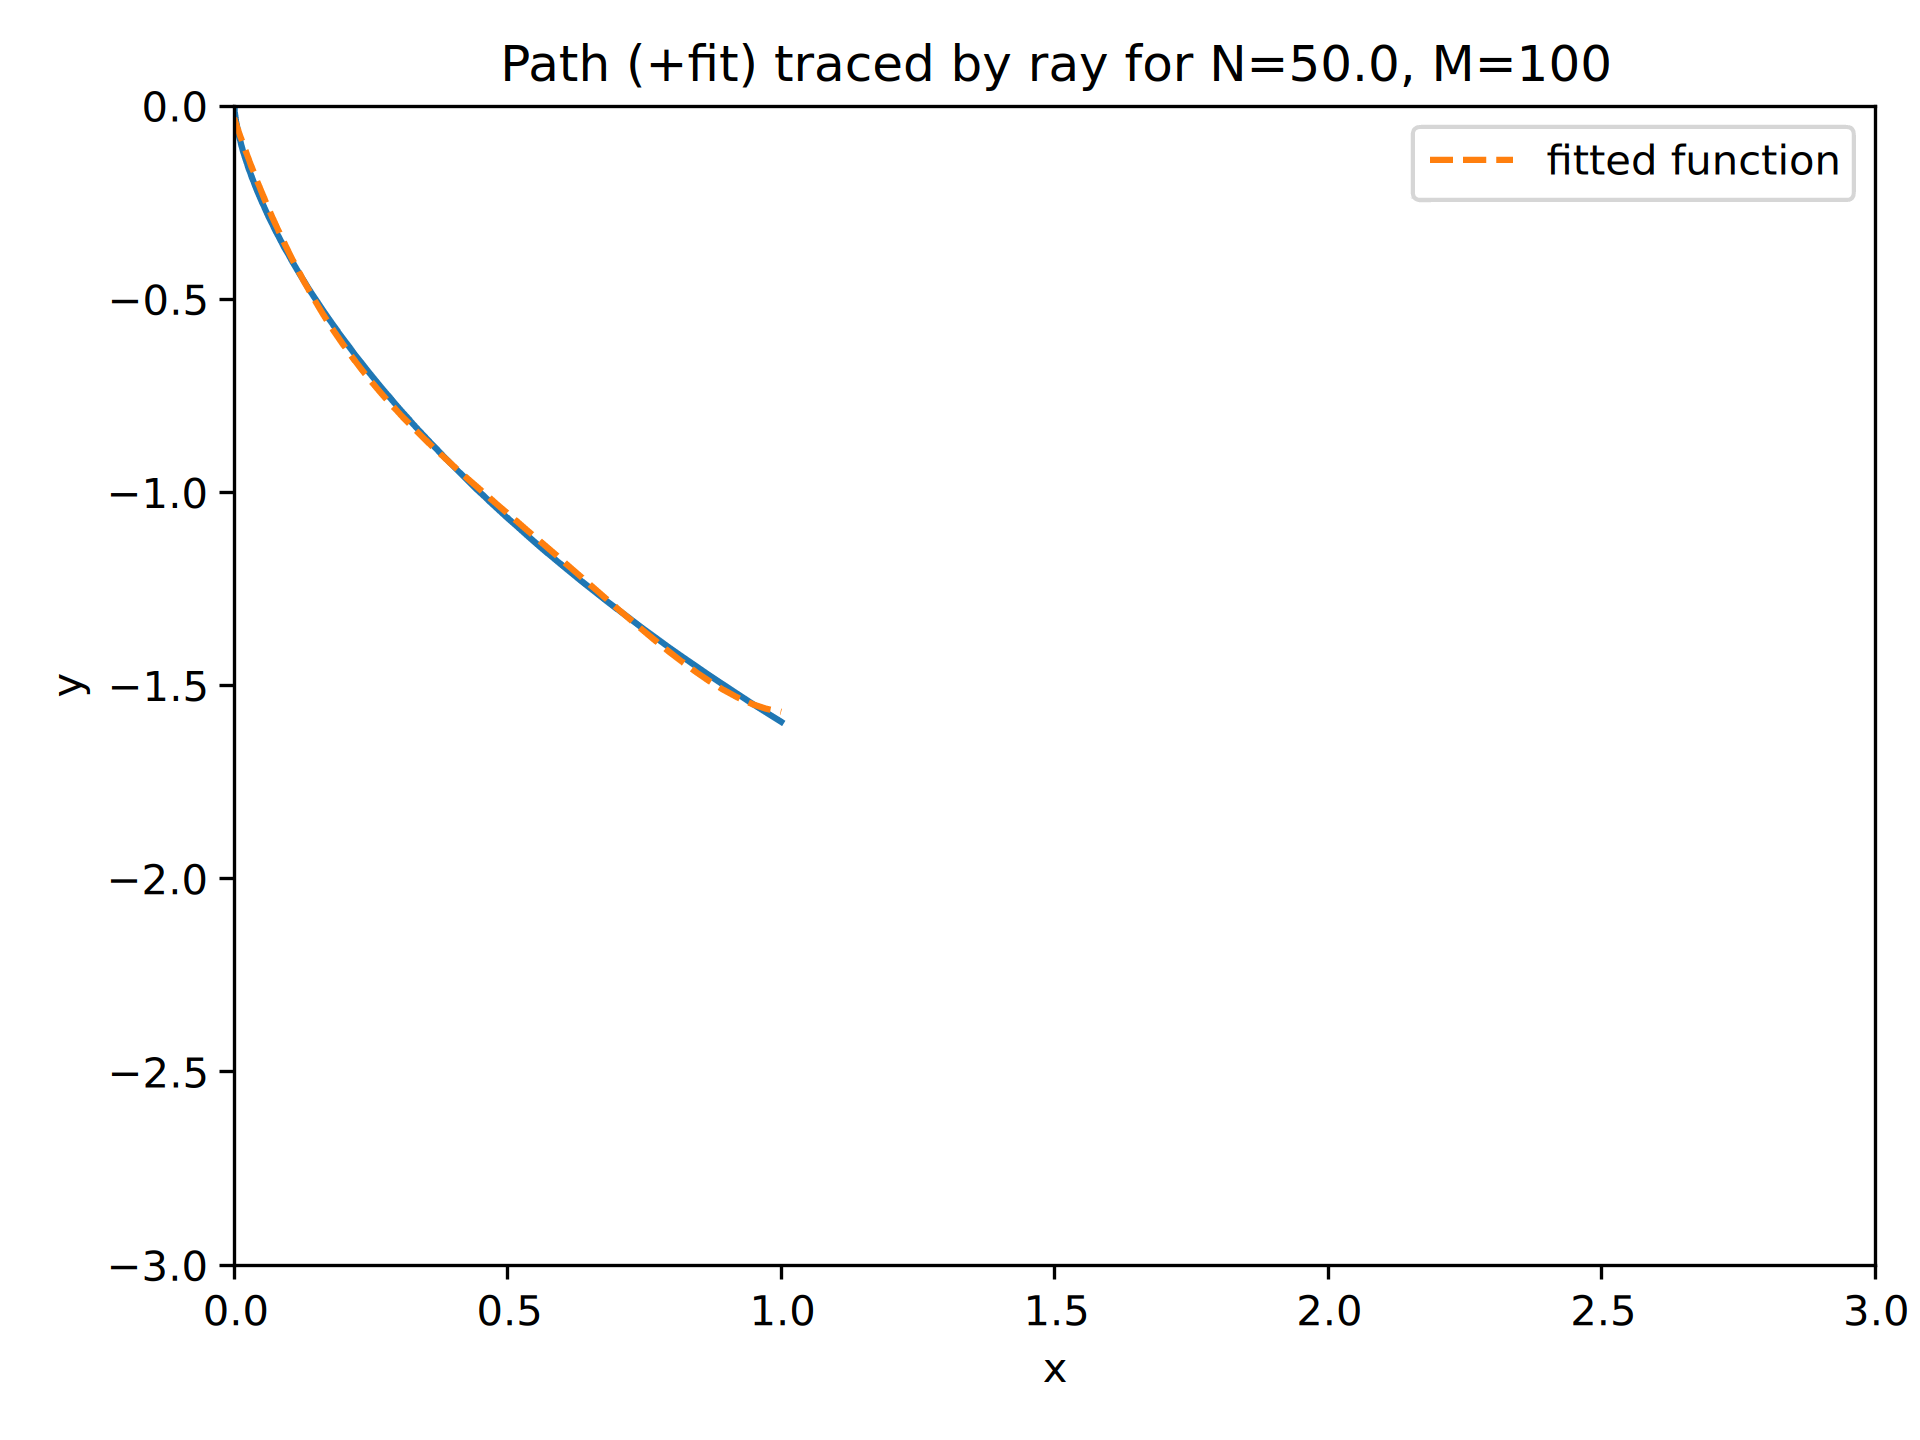 Path (+fit) traced by ray for N=50.0, M=100
fitted function
y
0.0
−0.5
−1.0
−1.5
−2.0
−2.5
−3.0
0.0 0.5 1.0 1.5 2.0 2.5 3.0
x